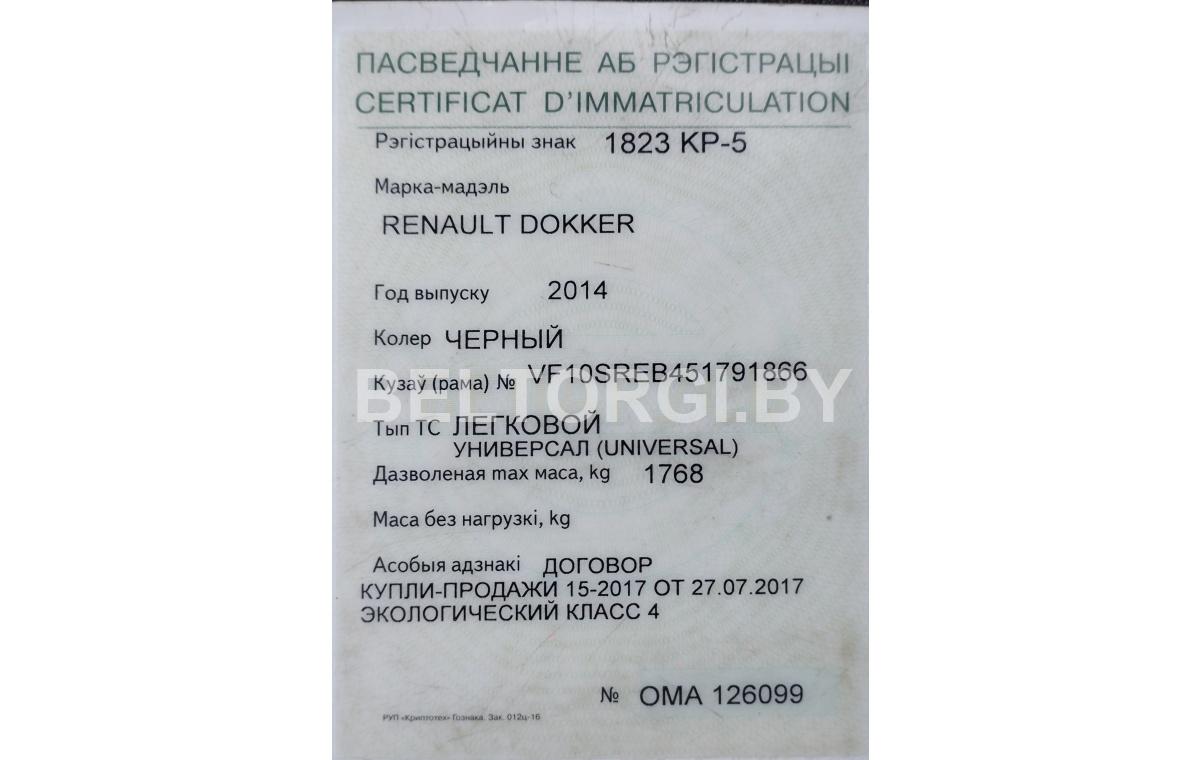 ПАСВЕДЧАННЕ АБ РЭГІСТРАЦЫІ
CERTIFICAT D'IMMATRICULATION
Рэгістрацыйны знак 1823 KP-5
Марка-мадэль
RENAULT DOKKER
Год выпуску 2014
Колер ЧЕРНЫЙ
Кузаў (рама) № VF10SREB451791866
BELTORGI.BY
Тып ТС ЛЕГКОВОЙ
УНИВЕРСАЛ (UNIVERSAL)
Дазволеная max маса, kg 1768
Маса без нагрузкі, kg
Асобыя адзнакі ДОГОВОР
КУПЛИ-ПРОДАЖИ 15-2017 ОТ 27.07.2017
ЭКОЛОГИЧЕСКИЙ КЛАСС 4
№ OMA 126099
РУП «Криптотех» Гознака. Зак. 012ц-16